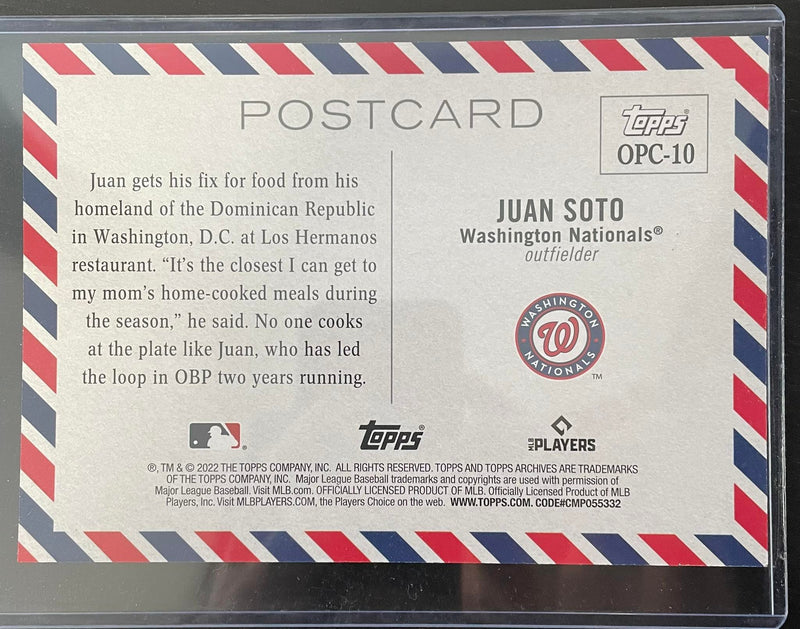 POSTCARD
Topps®
OPC-10
Juan gets his fix for food from his
homeland of the Dominican Republic
in Washington, D.C. at Los Hermanos
restaurant. “It’s the closest I can get to
my mom’s home-cooked meals during
the season,” he said. No one cooks
at the plate like Juan, who has led
the loop in OBP two years running.
JUAN SOTO
Washington Nationals®
outfielder
WASHINGTON
W
NATIONALS
TM
®
Topps®
MLB PLAYERS
®, TM & © 2022 THE TOPPS COMPANY, INC. ALL RIGHTS RESERVED. TOPPS AND TOPPS ARCHIVES ARE TRADEMARKS
OF THE TOPPS COMPANY, INC. Major League Baseball trademarks and copyrights are used with permission of
Major League Baseball. Visit MLB.com. OFFICIALLY LICENSED PRODUCT OF MLB. Officially Licensed Product of MLB
Players, Inc. Visit MLBPLAYERS.COM, the Players Choice on the web. WWW.TOPPS.COM. CODE#CMP055332